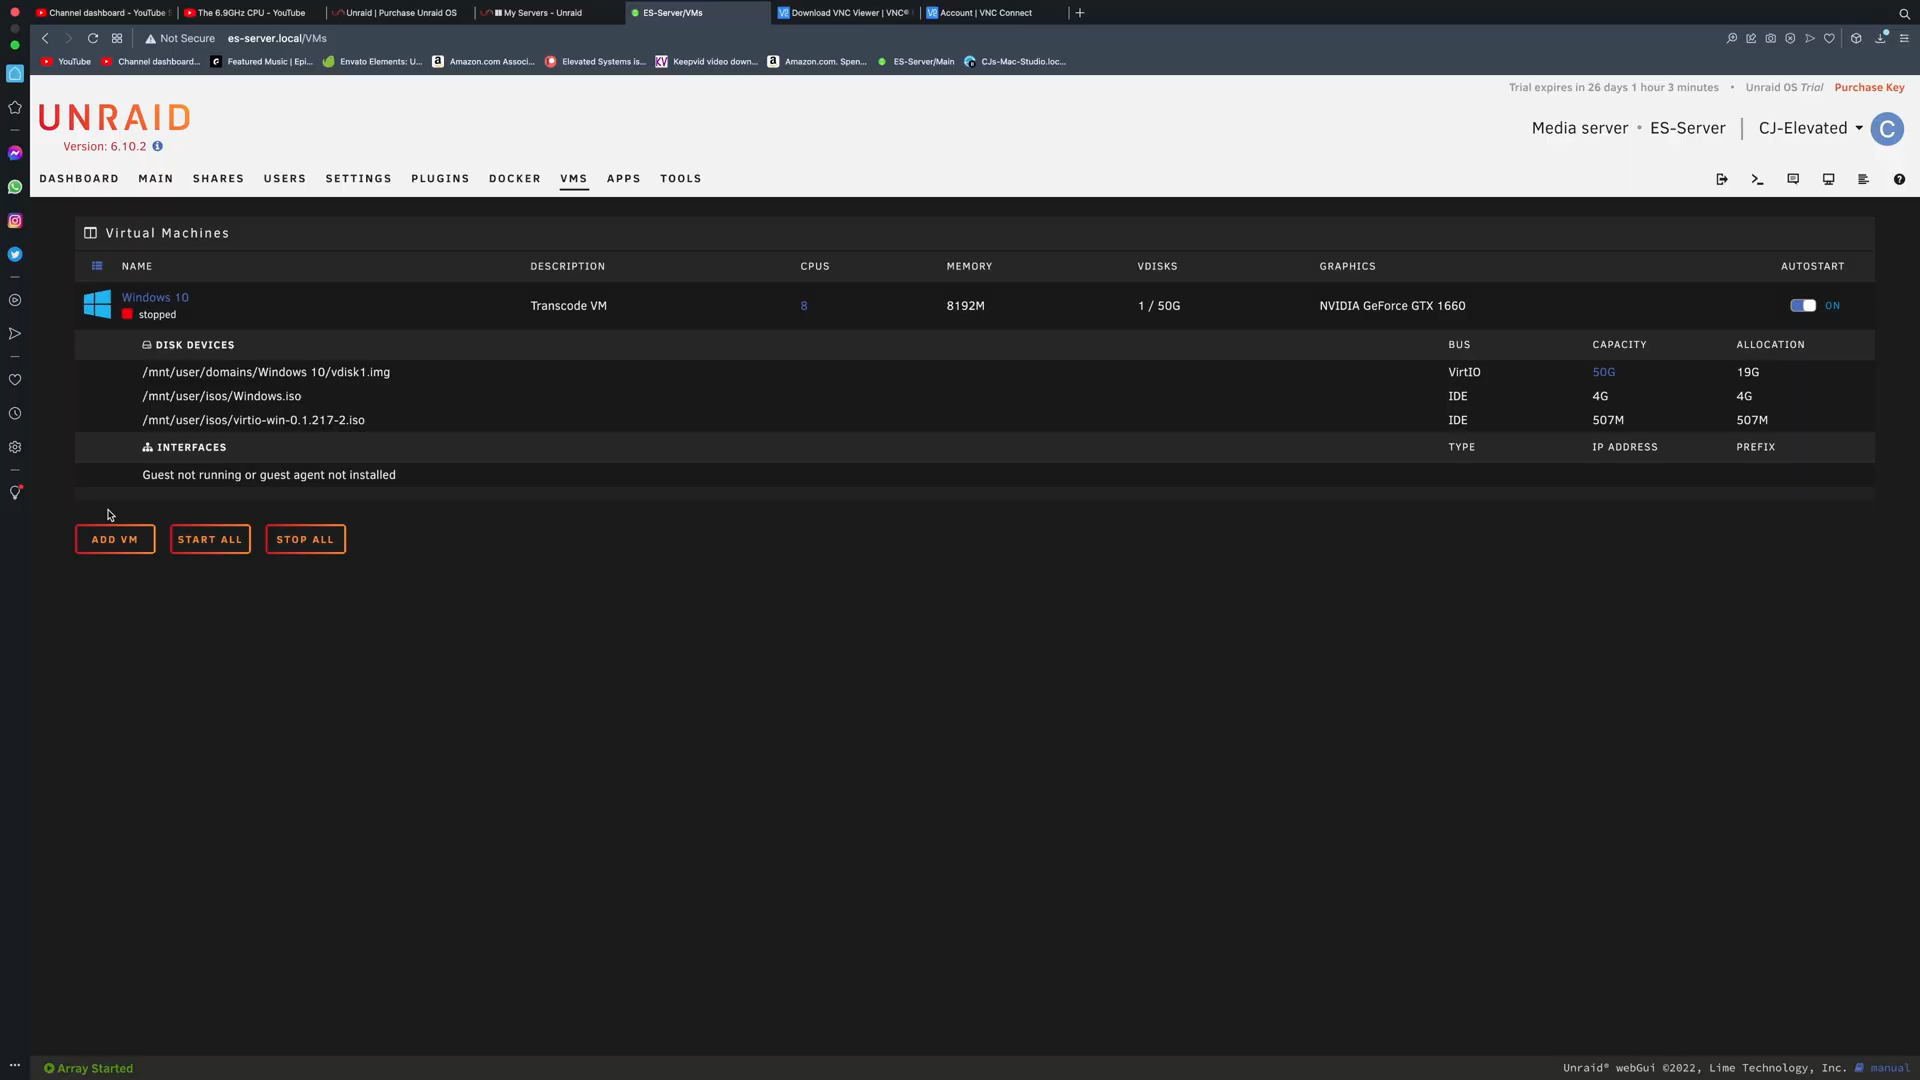 Channel dashboard - YouTube S
The 6.9GHz CPU - YouTube
Unraid | Purchase Unraid OS
My Servers - Unraid
ES-Server/VMs
Download VNC Viewer | VNC®
Account | VNC Connect
Not Secure es-server.local/VMs
YouTube
Channel dashboard...
Featured Music | Epi...
Envato Elements: U...
Amazon.com Associ...
Elevated Systems is...
Keepvid video down...
Amazon.com. Spen...
ES-Server/Main
CJs-Mac-Studio.loc...
Trial expires in 26 days 1 hour 3 minutes • Unraid OS Trial Purchase Key
UNRAID
Version: 6.10.2
Media server • ES-Server | CJ-Elevated C
DASHBOARD MAIN SHARES USERS SETTINGS PLUGINS DOCKER VMS APPS TOOLS
Virtual Machines
NAME DESCRIPTION CPUS MEMORY VDISKS GRAPHICS AUTOSTART
Windows 10
stopped
Transcode VM 8 8192M 1 / 50G NVIDIA GeForce GTX 1660 ON
DISK DEVICES BUS CAPACITY ALLOCATION
/mnt/user/domains/Windows 10/vdisk1.img VirtIO 50G 19G
/mnt/user/isos/Windows.iso IDE 4G 4G
/mnt/user/isos/virtio-win-0.1.217-2.iso IDE 507M 507M
INTERFACES TYPE IP ADDRESS PREFIX
Guest not running or guest agent not installed
ADD VM START ALL STOP ALL
Array Started
Unraid® webGui ©2022, Lime Technology, Inc. manual